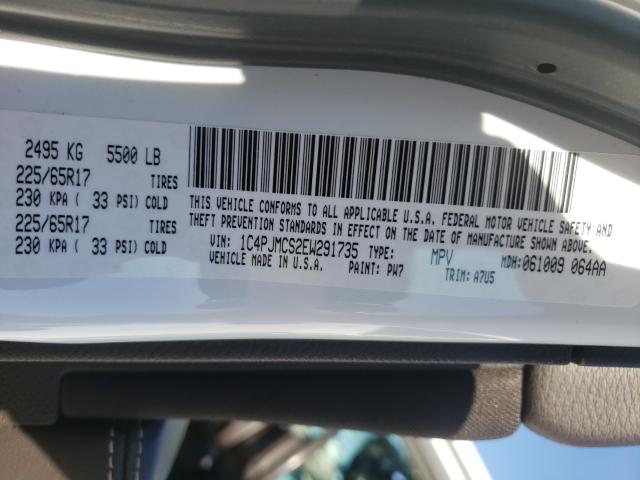 2495 KG 5500 LB
225/65R17 TIRES
230 KPA ( 33 PSI) COLD
225/65R17 TIRES
230 KPA ( 33 PSI) COLD
THIS VEHICLE CONFORMS TO ALL APPLICABLE U.S.A. FEDERAL MOTOR VEHICLE SAFETY AND
THEFT PREVENTION STANDARDS IN EFFECT ON THE DATE OF MANUFACTURE SHOWN ABOVE.
VIN: 1C4PJMCS2EW291735 TYPE: MPV MDH: 061009 064AA
VEHICLE MADE IN U.S.A. PAINT: PW7 TRIM: A7U5